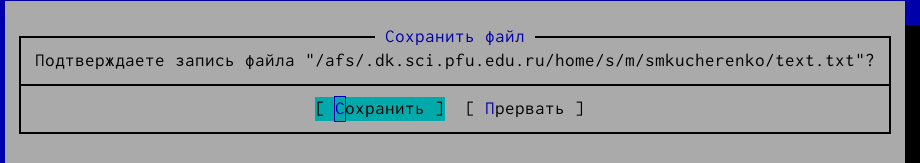 Сохранить файл
Подтверждаете запись файла "/afs/.dk.sci.pfu.edu.ru/home/s/m/smkucherenko/text.txt"?
[ Сохранить ] [ Прервать ]